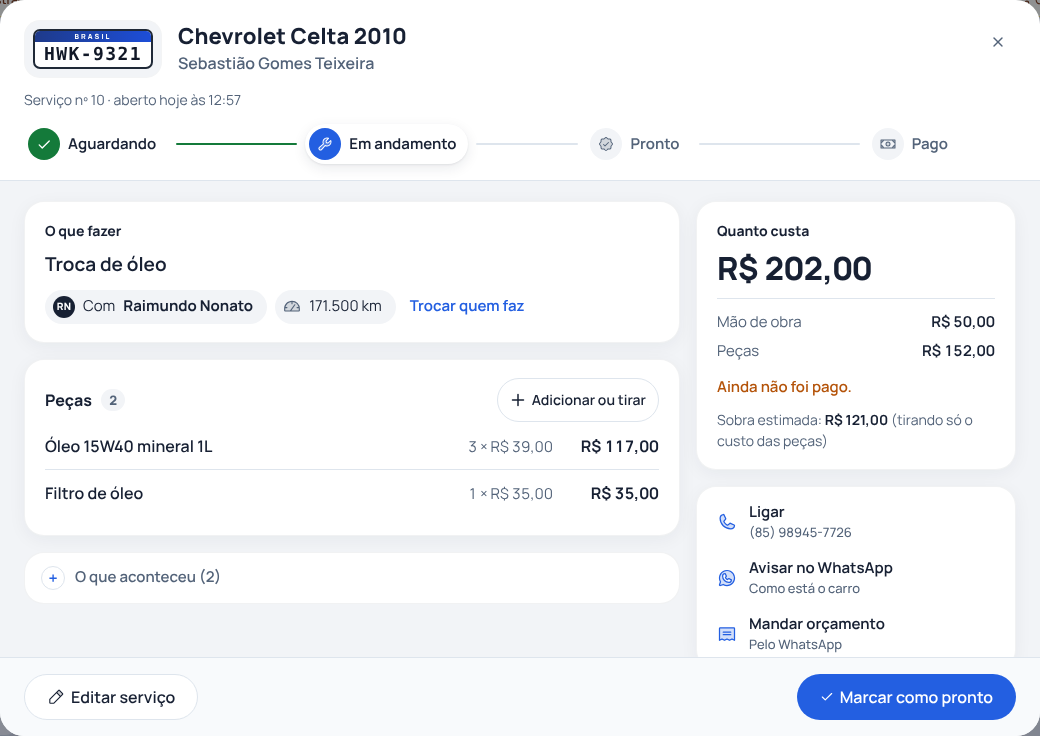 BRASIL
HWK-9321
Chevrolet Celta 2010
Sebastião Gomes Teixeira
Serviço nº 10 · aberto hoje às 12:57
Aguardando
Em andamento
Pronto
Pago
O que fazer
Troca de óleo
RN Com Raimundo Nonato
171.500 km
Trocar quem faz
Peças 2
+ Adicionar ou tirar
Óleo 15W40 mineral 1L 3 × R$ 39,00 R$ 117,00
Filtro de óleo 1 × R$ 35,00 R$ 35,00
+ O que aconteceu (2)
Quanto custa
R$ 202,00
Mão de obra R$ 50,00
Peças R$ 152,00
Ainda não foi pago.
Sobra estimada: R$ 121,00 (tirando só o
custo das peças)
Ligar
(85) 98945-7726
Avisar no WhatsApp
Como está o carro
Mandar orçamento
Pelo WhatsApp
Editar serviço
Marcar como pronto